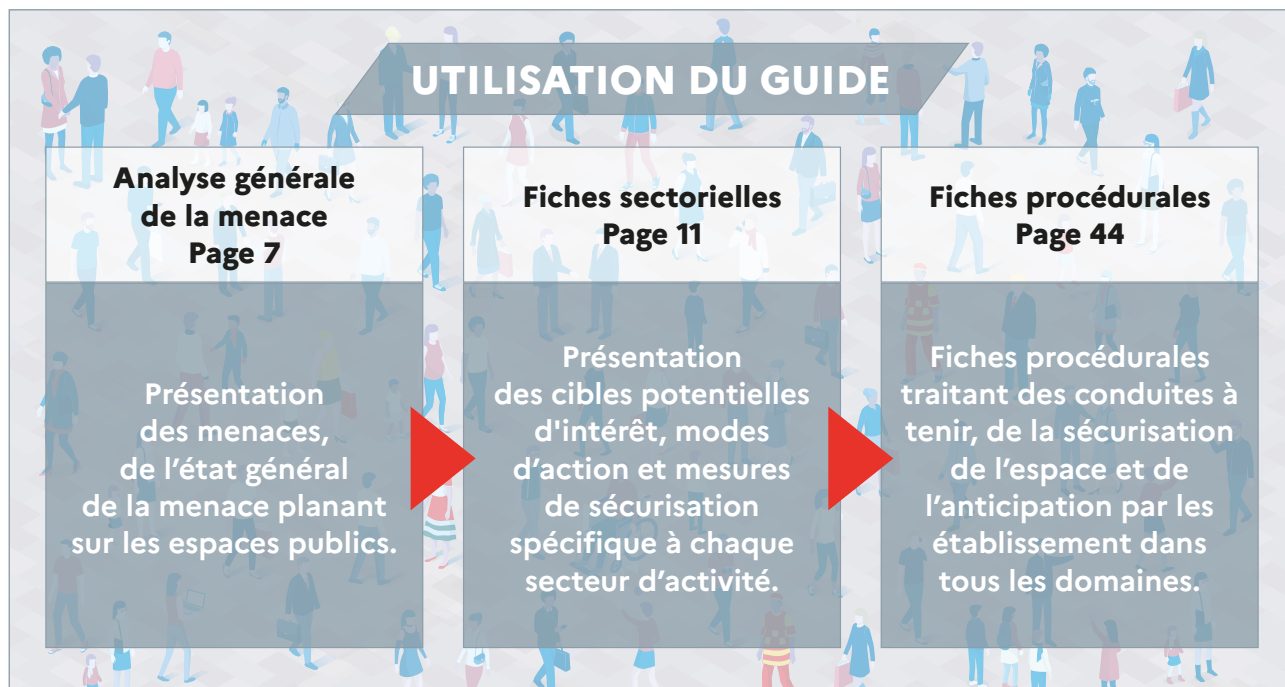 UTILISATION DU GUIDE
Analyse générale
de la menace
Page 7
Présentation
des menaces,
de l’état général
de la menace planant
sur les espaces publics.
Fiches sectorielles
Page 11
Présentation
des cibles potentielles
d'intérêt, modes
d’action et mesures
de sécurisation
spécifique à chaque
secteur d’activité.
Fiches procédurales
Page 44
Fiches procédurales
traitant des conduites à
tenir, de la sécurisation
de l’espace et de
l’anticipation par les
établissement dans
tous les domaines.